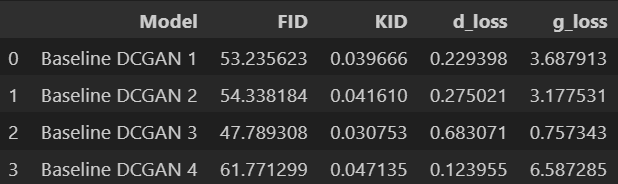 Model FID KID d_loss g_loss
0 Baseline DCGAN 1 53.235623 0.039666 0.229398 3.687913
1 Baseline DCGAN 2 54.338184 0.041610 0.275021 3.177531
2 Baseline DCGAN 3 47.789308 0.030753 0.683071 0.757343
3 Baseline DCGAN 4 61.771299 0.047135 0.123955 6.587285